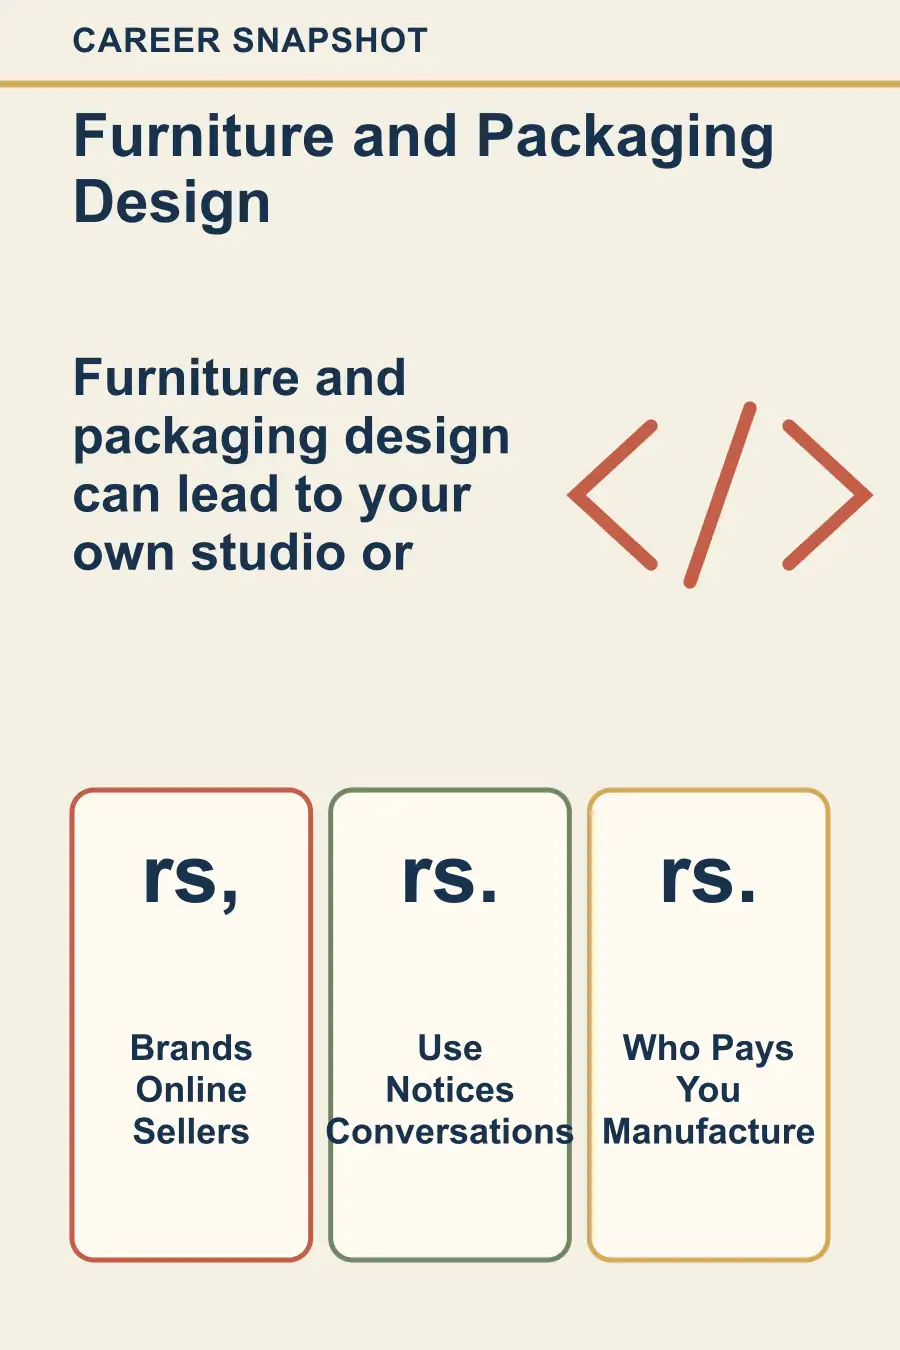 CAREER SNAPSHOT
Furniture and Packaging
Design
Furniture and
packaging design
can lead to your
own studio or
</>
rs,
Brands
Online
Sellers
rs.
Use
Notices
Conversations
rs.
Who Pays
You
Manufacture